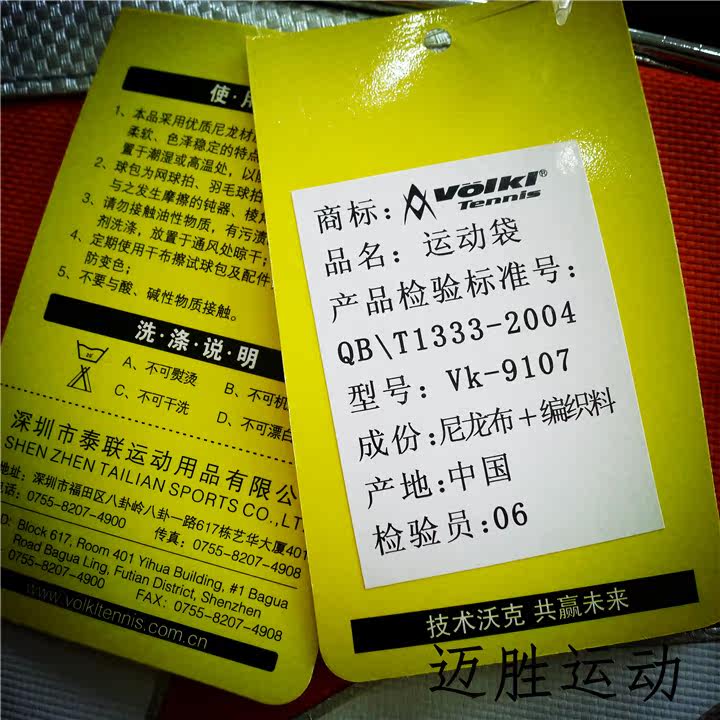 使·用
1、本品采用优质尼龙材
柔软、色泽稳定的特点
置于潮湿或高温处，以
2、球包为网球拍、羽毛球拍
与之发生摩擦的钝器、棱
3、请勿接触油性物质，有污渍
剂洗涤，放置于通风处晾干；
4、定期使用干布擦试球包及配件
防变色；
5、不要与酸、碱性物质接触。
洗·涤·说·明
A、不可熨烫 B、不可机
C、不可干洗 D、不可漂白
深圳市泰联运动用品有限公
SHEN ZHEN TAILIAN SPORTS CO.,LT
地址：深圳市福田区八卦岭八卦一路617栋艺华大厦401
电话：0755-8207-4900 传真：0755-8207-4908
D: Block 617, Room 401 Yihua Building, #1 Bagua
Road Bagua Ling, Futian District, Shenzhen
0755-8207-4900 FAX: 0755-8207-4908
www.volkltennis.com.cn
商标: Völkl®
Tennis
品名: 运动袋
产品检验标准号:
QB\T1333-2004
型号: Vk-9107
成份:尼龙布+编织料
产地:中国
检验员:06
技术沃克 共赢未来
迈胜运动